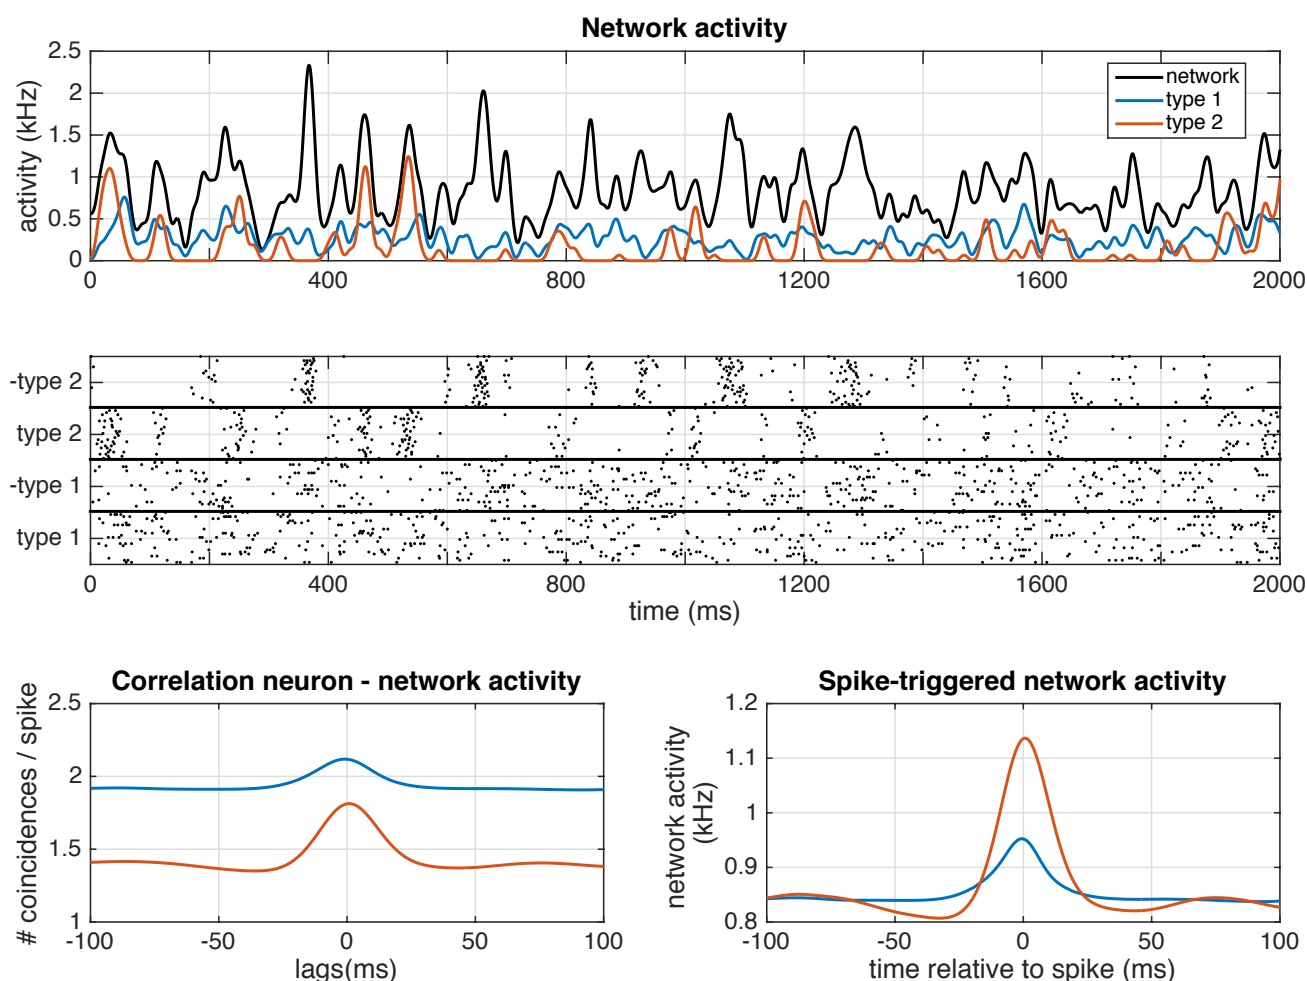 Network activity
activity (kHz)
2.5
2
1.5
1
0.5
0
network
type 1
type 2
0 400 800 1200 1600 2000
-type 2
type 2
-type 1
type 1
0 400 800 1200 1600 2000
time (ms)
Correlation neuron - network activity
# coincidences / spike
2.5
2
1.5
1
-100 -50 0 50 100
lags(ms)
Spike-triggered network activity
network activity
(kHz)
1.2
1.1
1
0.9
0.8
-100 -50 0 50 100
time relative to spike (ms)